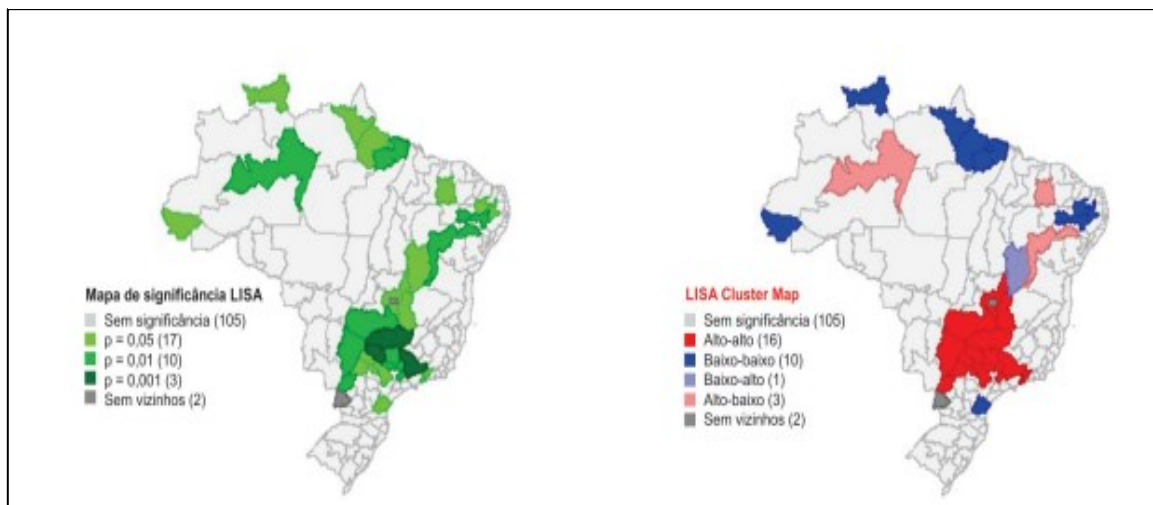 Mapa de significância LISA
Sem significância (105)
p = 0,05 (17)
p = 0,01 (10)
p = 0,001 (3)
Sem vizinhos (2)
LISA Cluster Map
Sem significância (105)
Alto-alto (16)
Baixo-baixo (10)
Baixo-alto (1)
Alto-baixo (3)
Sem vizinhos (2)